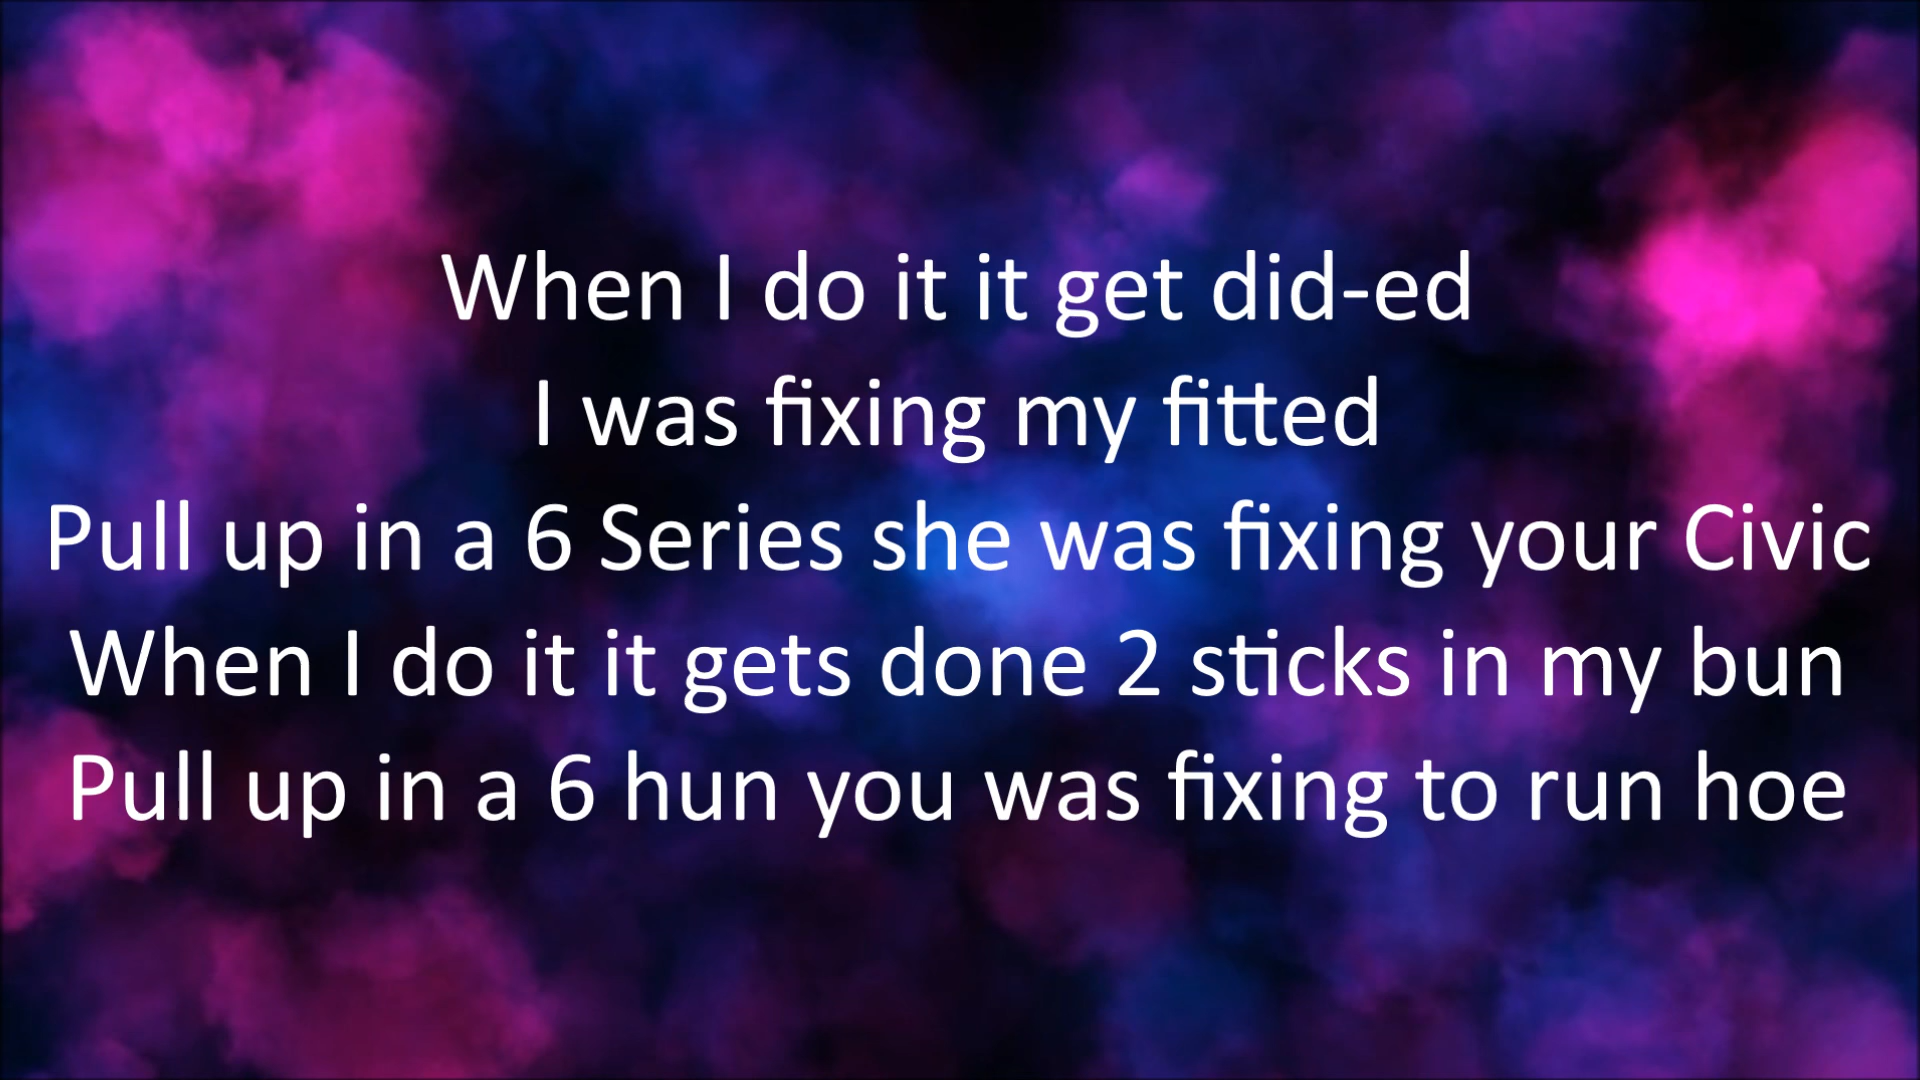 When I do it it get did-ed
I was fixing my fitted
Pull up in a 6 Series she was fixing your Civic
When I do it it gets done 2 sticks in my bun
Pull up in a 6 hun you was fixing to run hoe